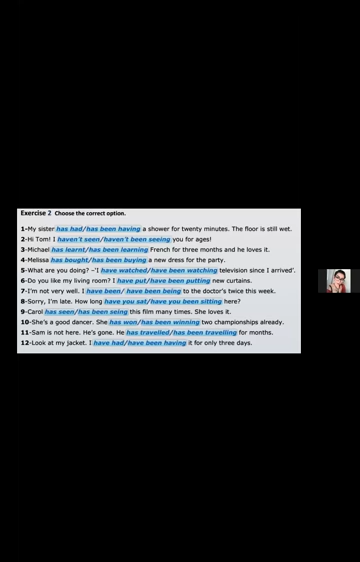 Exercise 2 Choose the correct option.
1-My sister has had/has been having a shower for twenty minutes. The floor is still wet.
2-Hi Tom! I haven't seen/haven't been seeing you for ages!
3-Michael has learnt/has been learning French for three months and he loves it.
4-Melissa has bought/has been buying a new dress for the party.
5-What are you doing? –'I have watched/have been watching television since I arrived'.
6-Do you like my living room? I have put/have been putting new curtains.
7-I'm not very well. I have been/ have been being to the doctor's twice this week.
8-Sorry, I'm late. How long have you sat/have you been sitting here?
9-Carol has seen/has been seing this film many times. She loves it.
10-She's a good dancer. She has won/has been winning two championships already.
11-Sam is not here. He's gone. He has travelled/has been travelling for months.
12-Look at my jacket. I have had/have been having it for only three days.